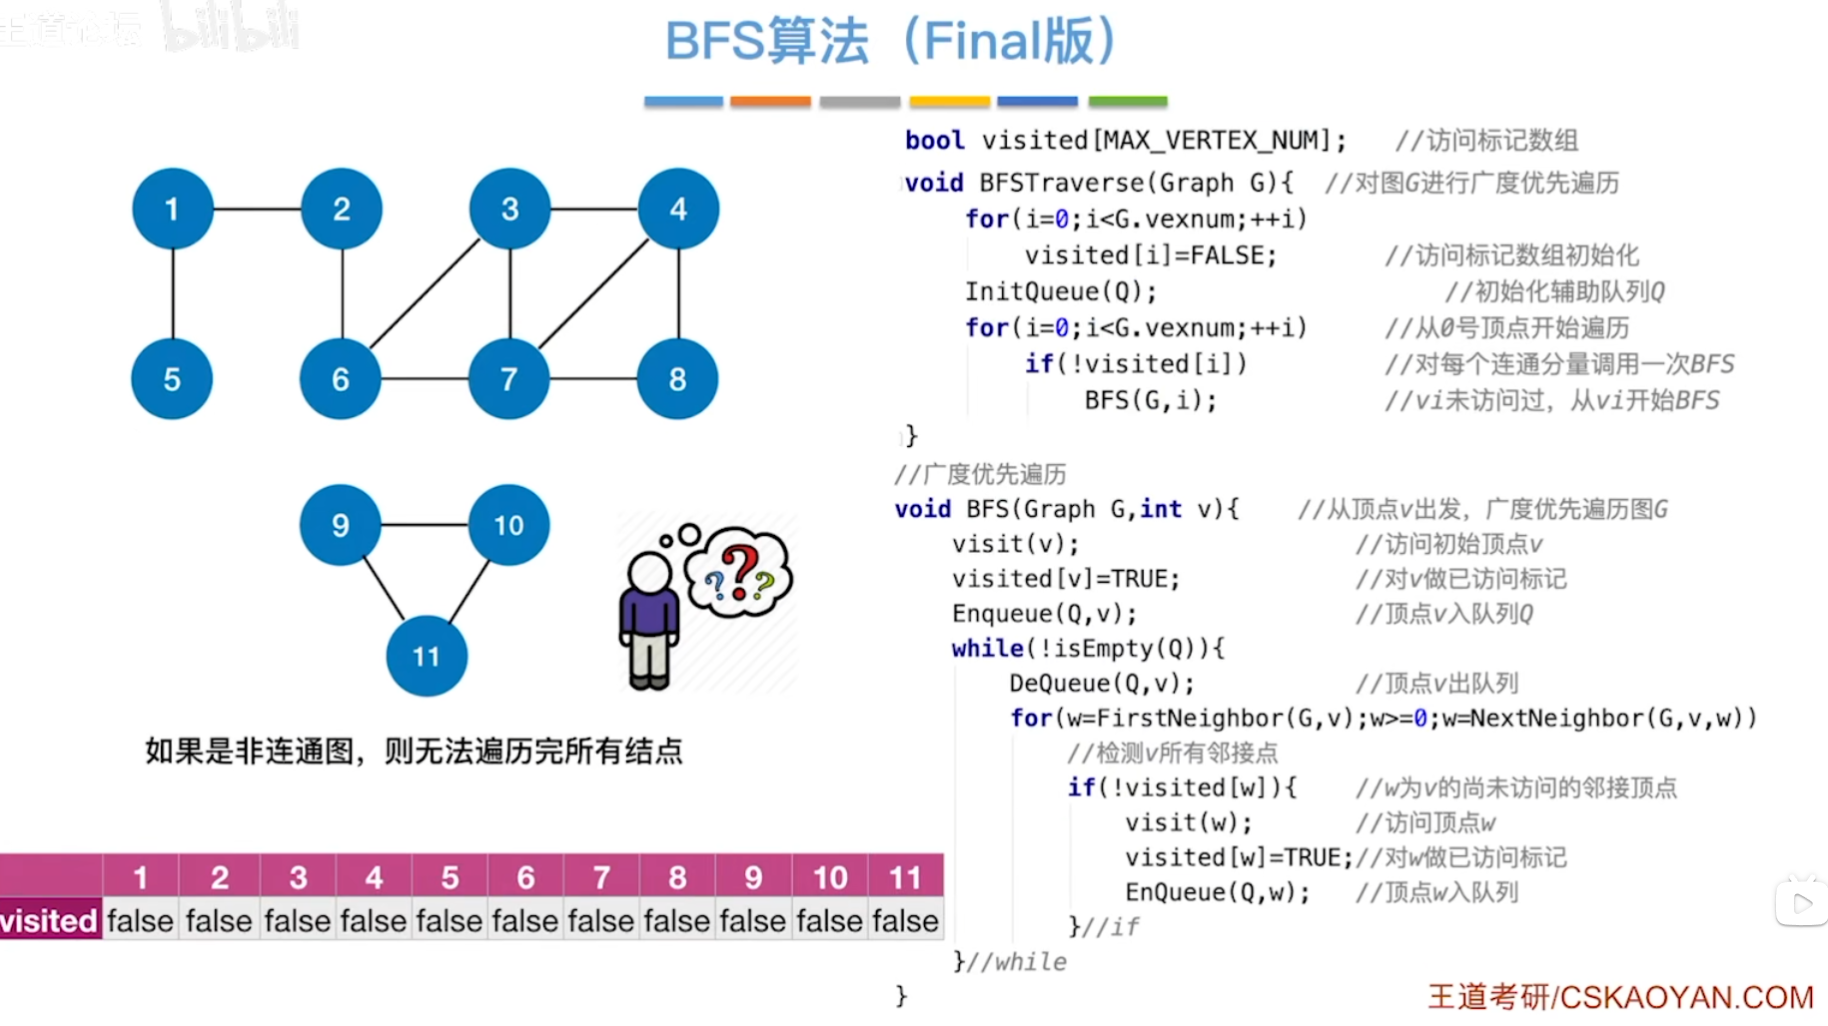 王道论坛 bilibili
BFS算法（Final版）
1 2 3 4
5 6 7 8
9 10
11
如果是非连通图，则无法遍历完所有结点
1 2 3 4 5 6 7 8 9 10 11
visited false false false false false false false false false false false
bool visited[MAX_VERTEX_NUM]; //访问标记数组
void BFSTraverse(Graph G){ //对图G进行广度优先遍历
for(i=0;i<G.vexnum;++i)
visited[i]=FALSE; //访问标记数组初始化
InitQueue(Q); //初始化辅助队列Q
for(i=0;i<G.vexnum;++i) //从0号顶点开始遍历
if(!visited[i]) //对每个连通分量调用一次BFS
BFS(G,i); //vi未访问过，从vi开始BFS
}
//广度优先遍历
void BFS(Graph G,int v){ //从顶点v出发，广度优先遍历图G
visit(v); //访问初始顶点v
visited[v]=TRUE; //对v做已访问标记
Enqueue(Q,v); //顶点v入队列Q
while(!isEmpty(Q)){
DeQueue(Q,v); //顶点v出队列
for(w=FirstNeighbor(G,v);w>=0;w=NextNeighbor(G,v,w))
//检测v所有邻接点
if(!visited[w]){ //w为v的尚未访问的邻接顶点
visit(w); //访问顶点w
visited[w]=TRUE;//对w做已访问标记
EnQueue(Q,w); //顶点w入队列
}//if
}//while
}
王道考研/CSKAOYAN.COM